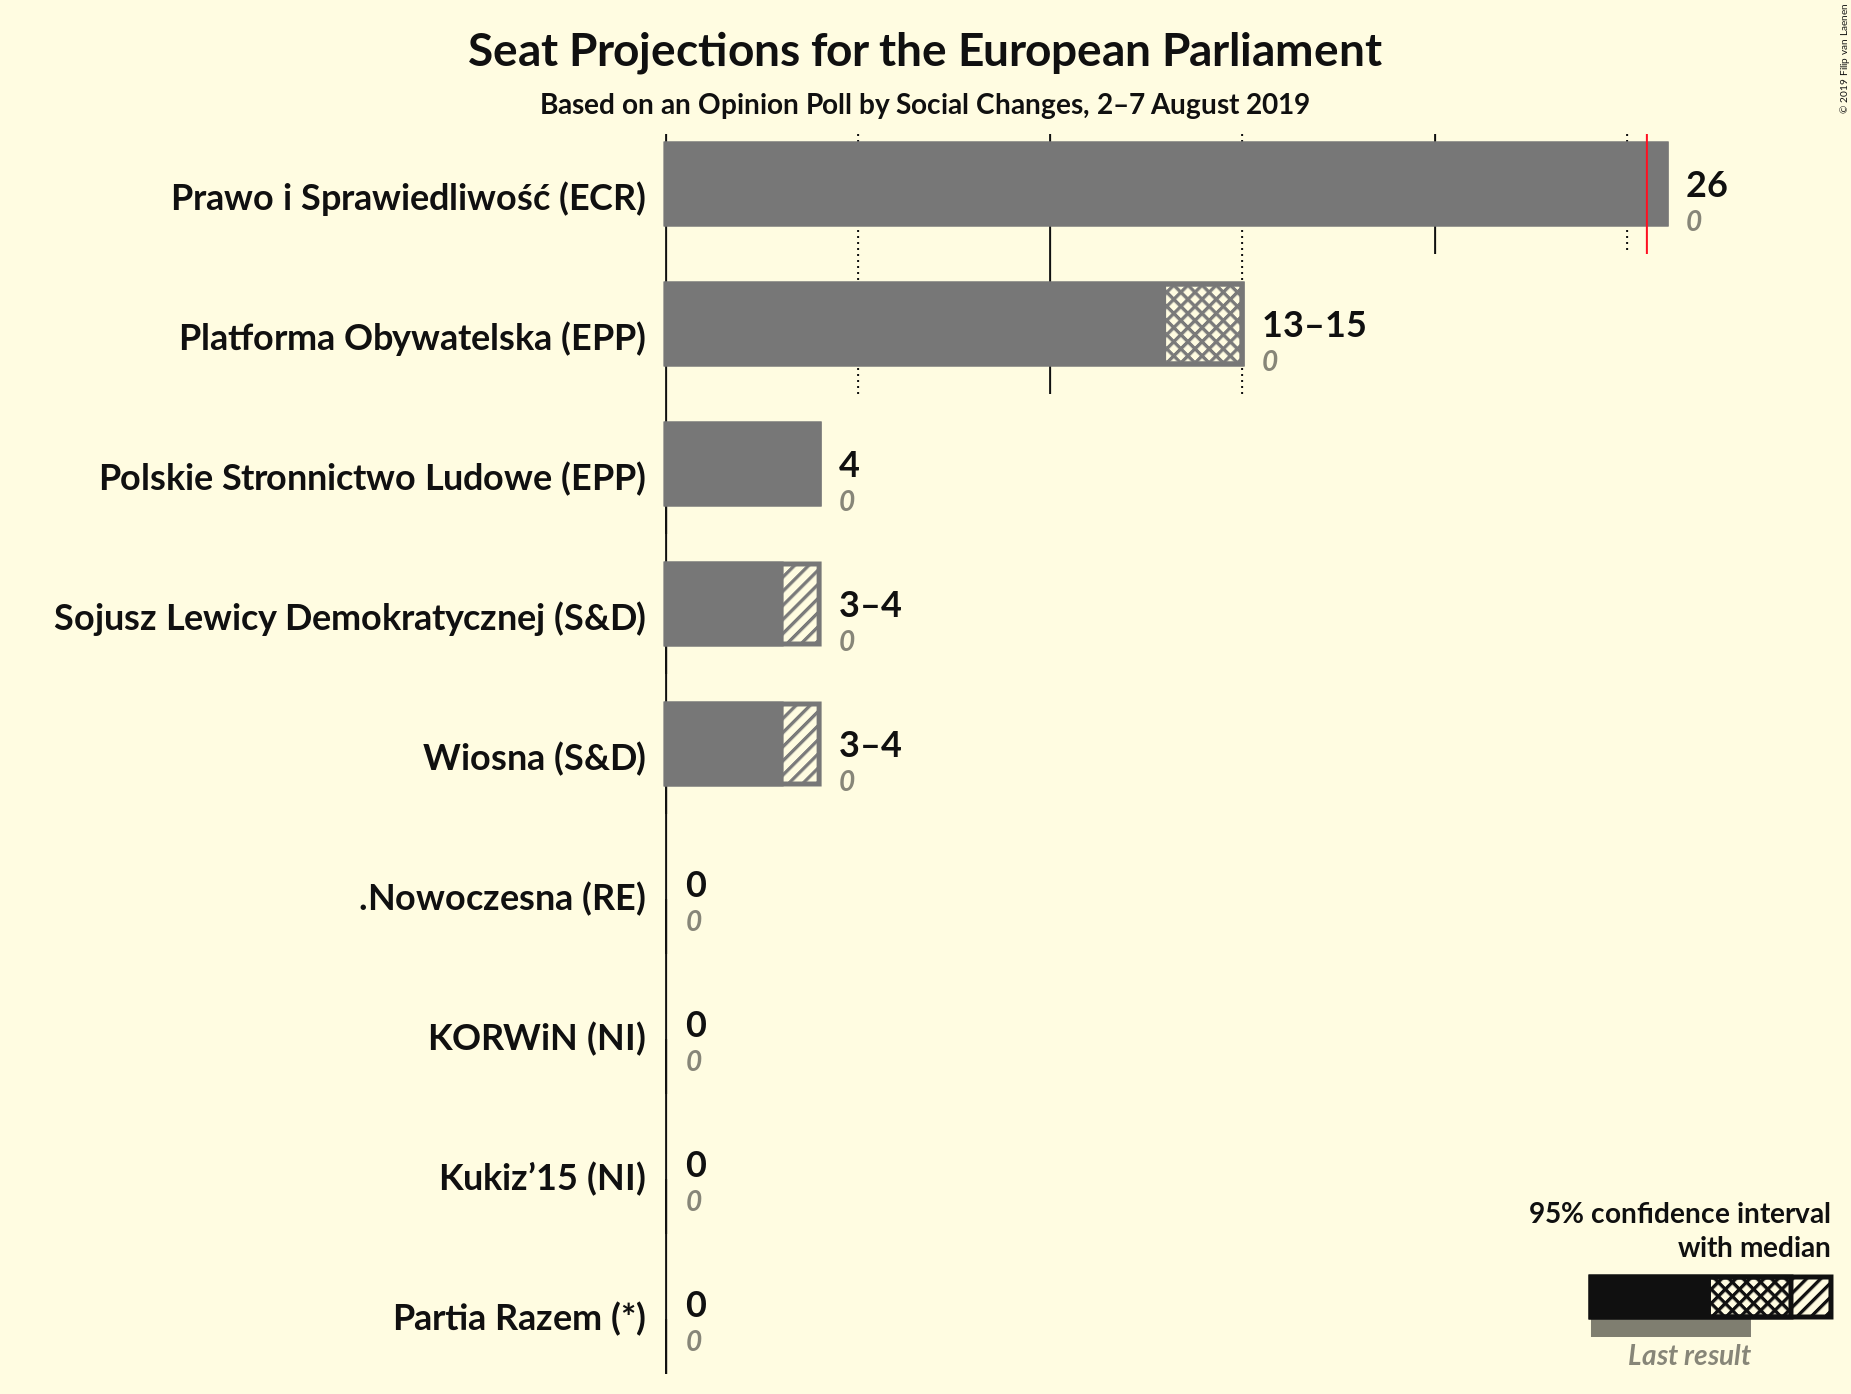 Seat Projections for the European Parliament
Based on an Opinion Poll by Social Changes, 2–7 August 2019
© 2019 Filip van Laenen
Prawo i Sprawiedliwość (ECR)
26
0
Platforma Obywatelska (EPP)
13–15
0
Polskie Stronnictwo Ludowe (EPP)
4
0
Sojusz Lewicy Demokratycznej (S&D)
3–4
0
Wiosna (S&D)
3–4
0
.Nowoczesna (RE)
0
0
KORWiN (NI)
0
0
Kukiz’15 (NI)
0
0
Partia Razem (*)
0
0
95% confidence interval
with median
Last result